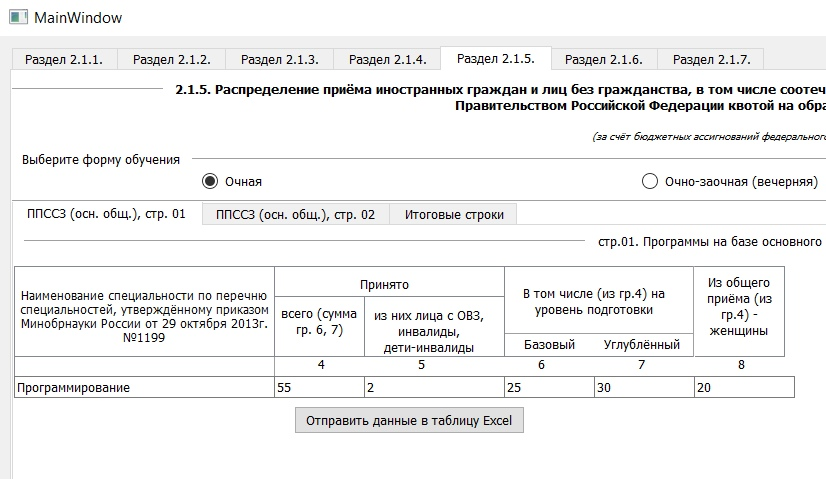 MainWindow
Раздел 2.1.1. Раздел 2.1.2. Раздел 2.1.3. Раздел 2.1.4. Раздел 2.1.5. Раздел 2.1.6. Раздел 2.1.7.
2.1.5. Распределение приёма иностранных граждан и лиц без гражданства, в том числе соотеч
Правительством Российской Федерации квотой на обра
(за счёт бюджетных ассигнований федерального
Выберите форму обучения
Очная Очно-заочная (вечерняя)
ППССЗ (осн. общ.), стр. 01 ППССЗ (осн. общ.), стр. 02 Итоговые строки
стр.01. Программы на базе основного
Наименование специальности по перечню
специальностей, утверждённому приказом
Минобрнауки России от 29 октября 2013г.
№1199
Принято
всего (сумма
гр. 6, 7)
из них лица с ОВЗ,
инвалиды,
дети-инвалиды
В том числе (из гр.4) на
уровень подготовки
Базовый Углублённый
Из общего
приёма (из
гр.4) -
женщины
4 5 6 7 8
Программирование 55 2 25 30 20
Отправить данные в таблицу Excel